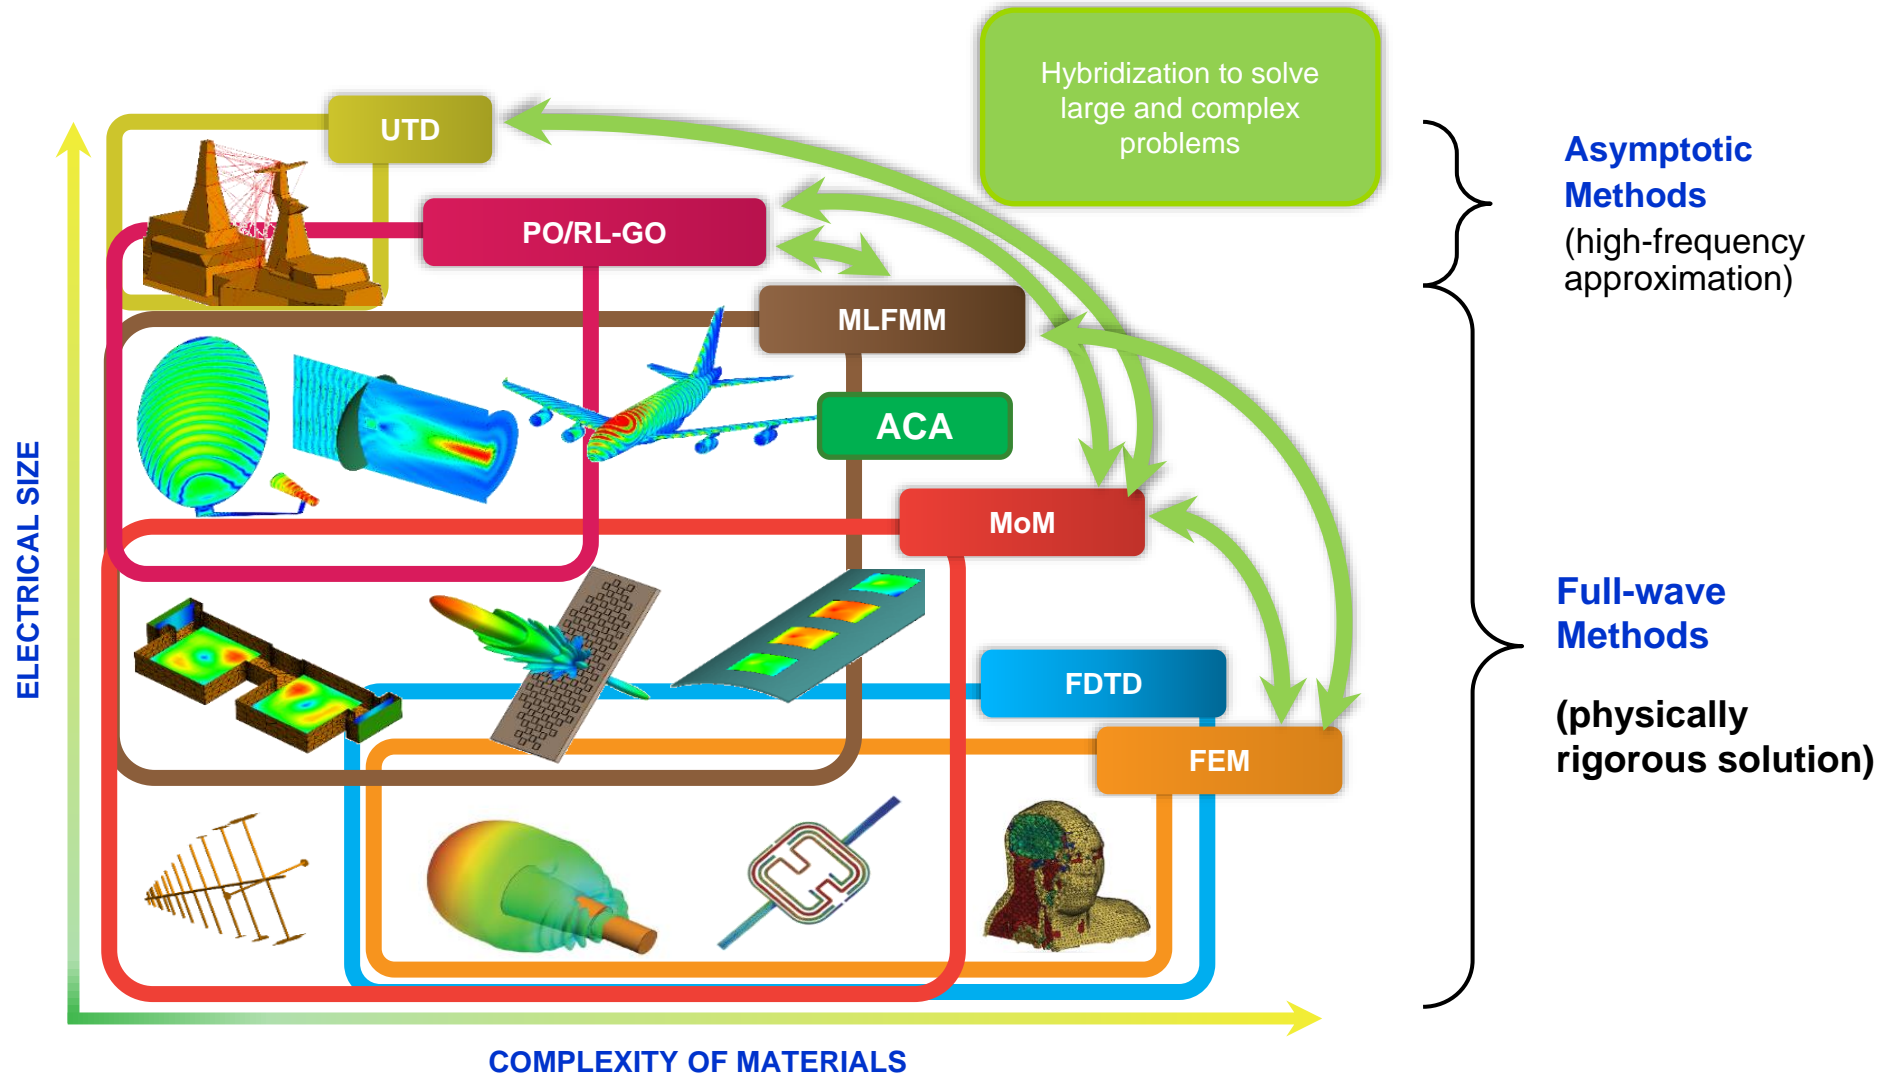 Hybridization to solve
large and complex
problems
UTD
PO/RL-GO
MLFMM
ACA
MoM
FDTD
FEM
ELECTRICAL SIZE
COMPLEXITY OF MATERIALS
Asymptotic
Methods
(high-frequency
approximation)
Full-wave
Methods
(physically
rigorous solution)